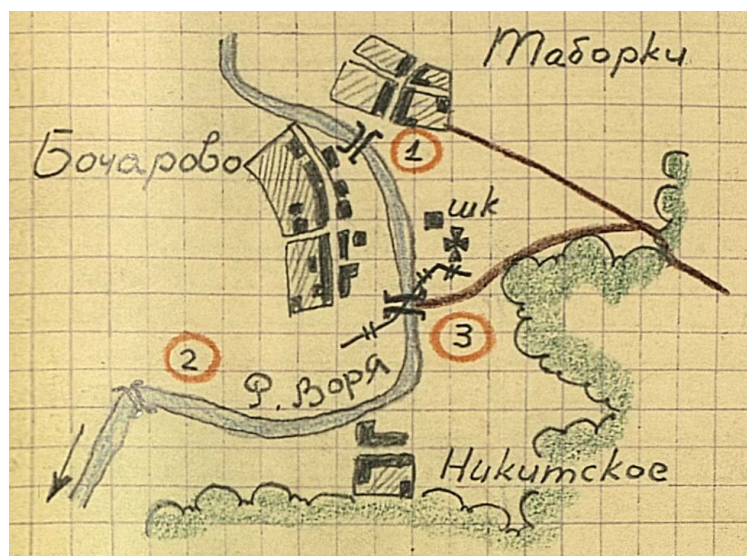 Таборки
Бочарово
1
шк
3
2
р. Воря
Никитское